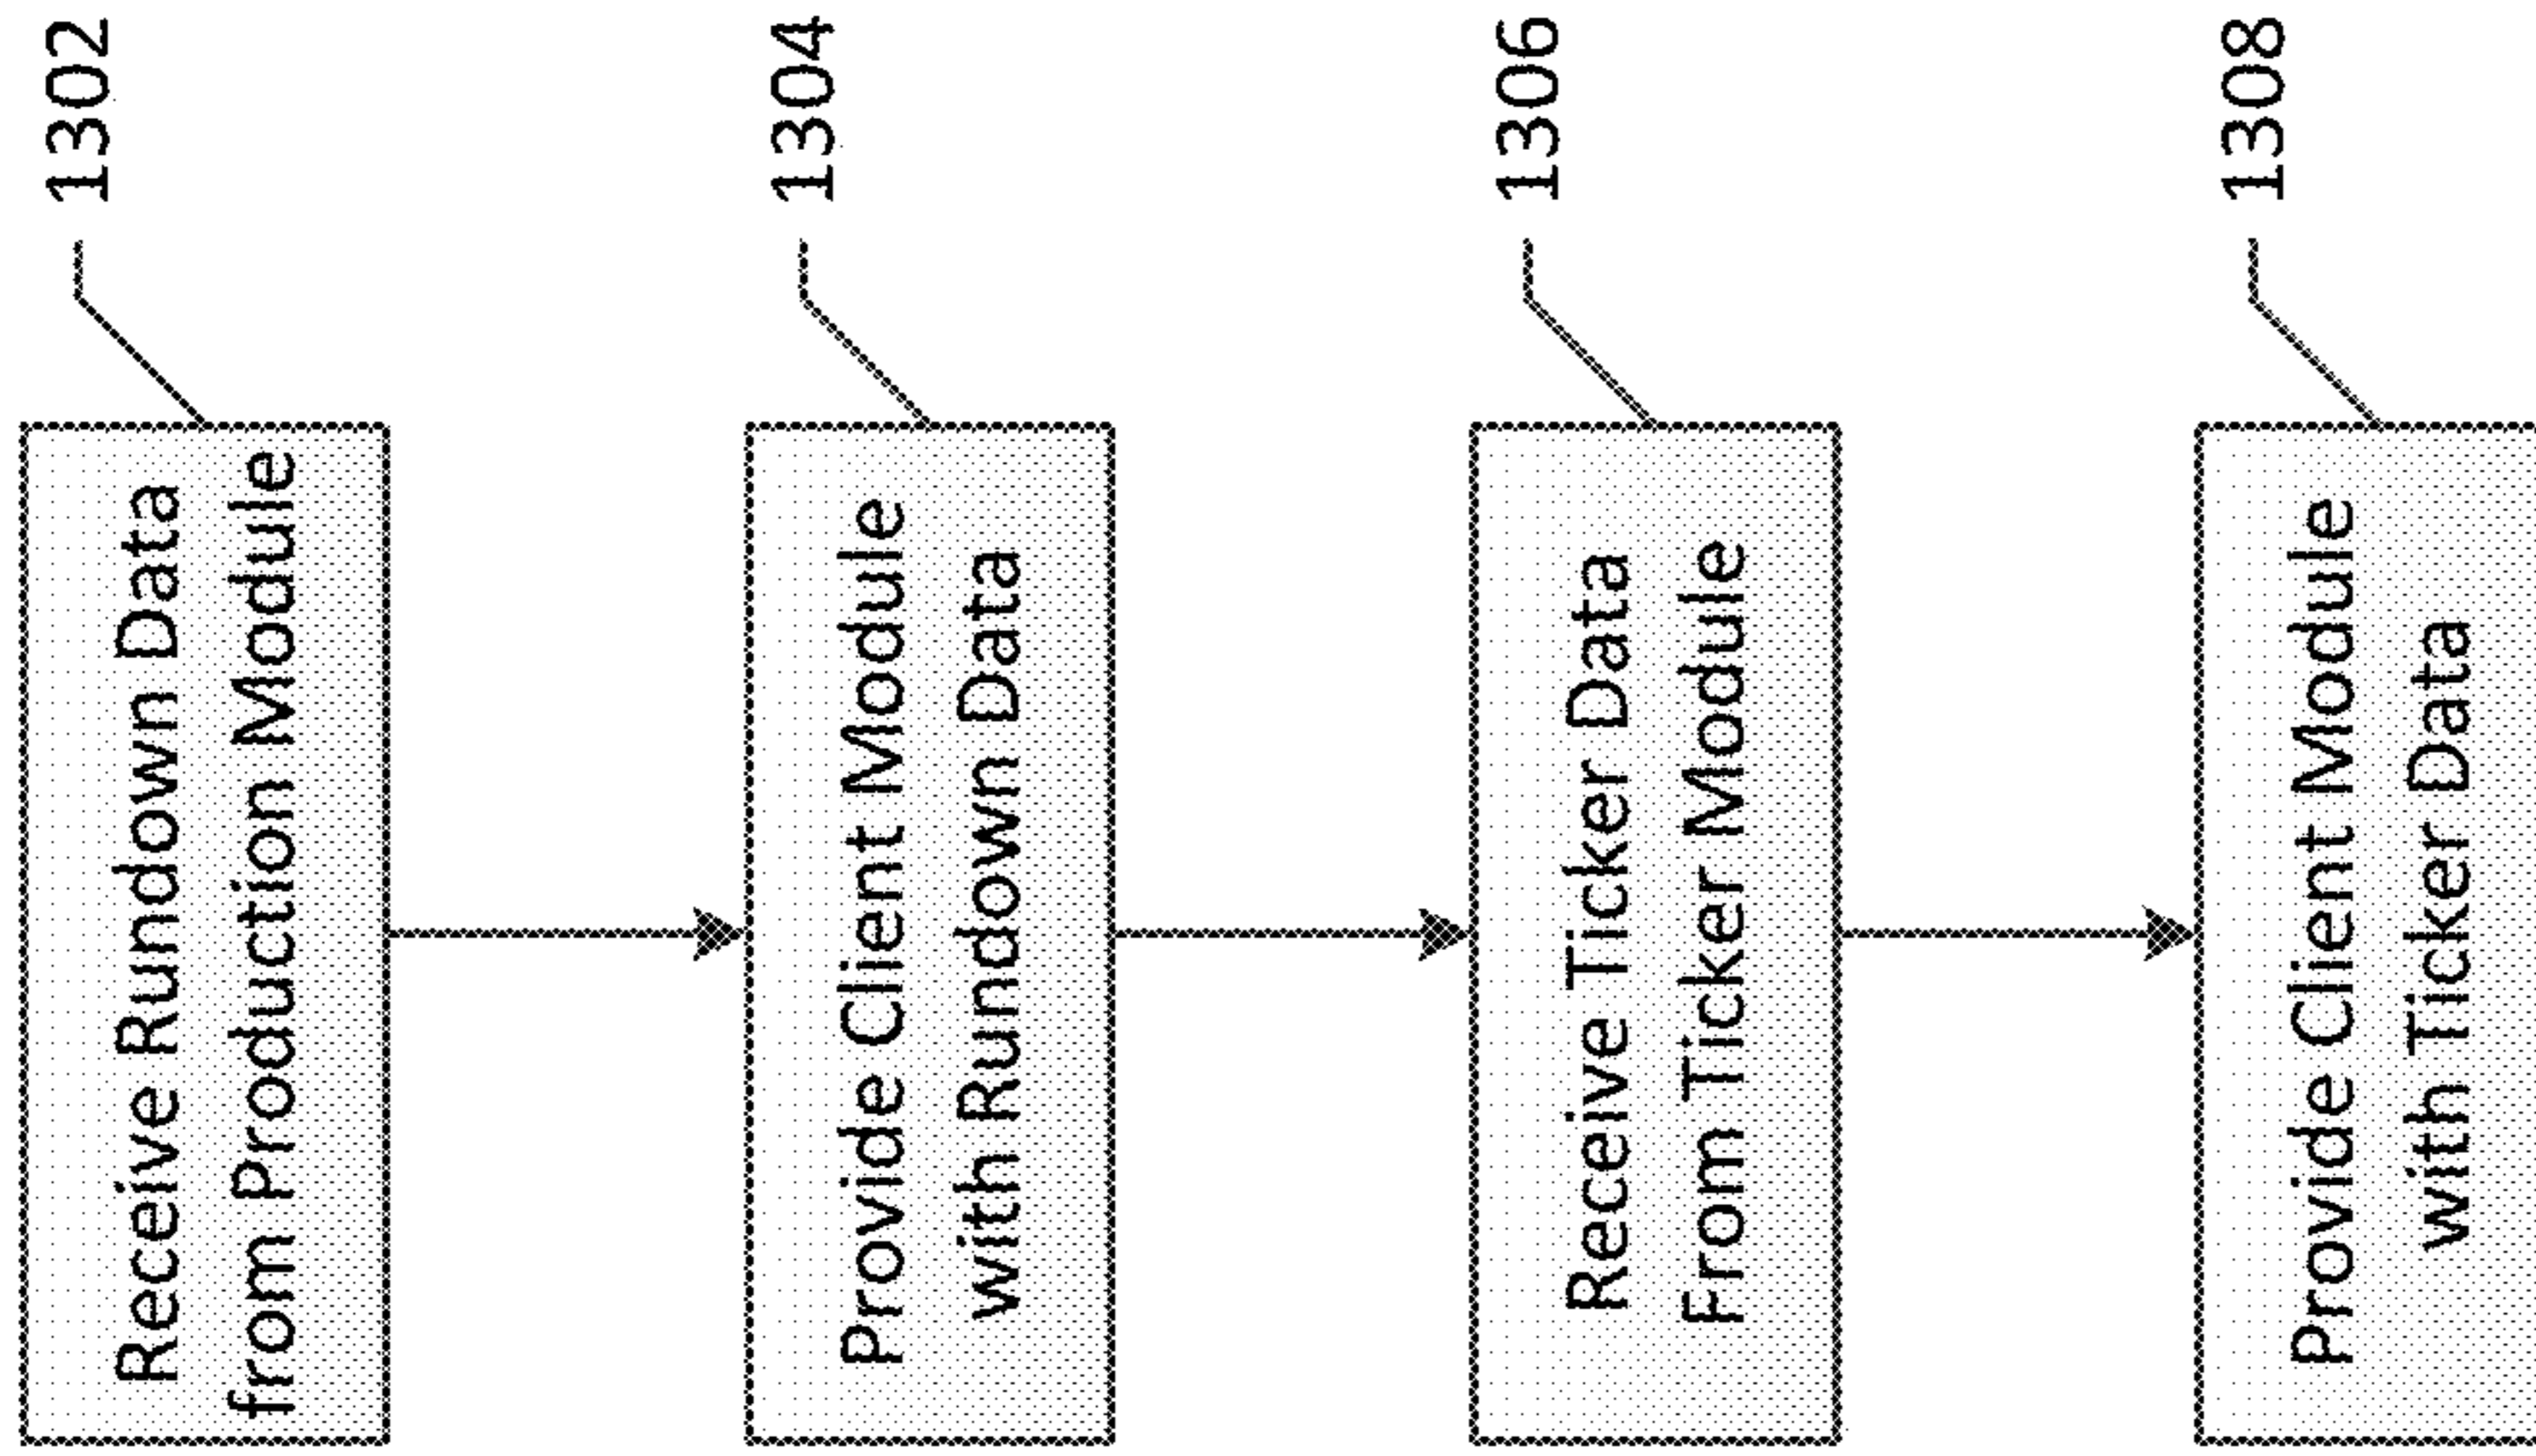 Receive Rundown Data
from Production Module
1302
Provide Client Module
with Rundown Data
1304
Receive Ticker Data
From Ticker Module
1306
Provide Client Module
with Ticker Data
1308